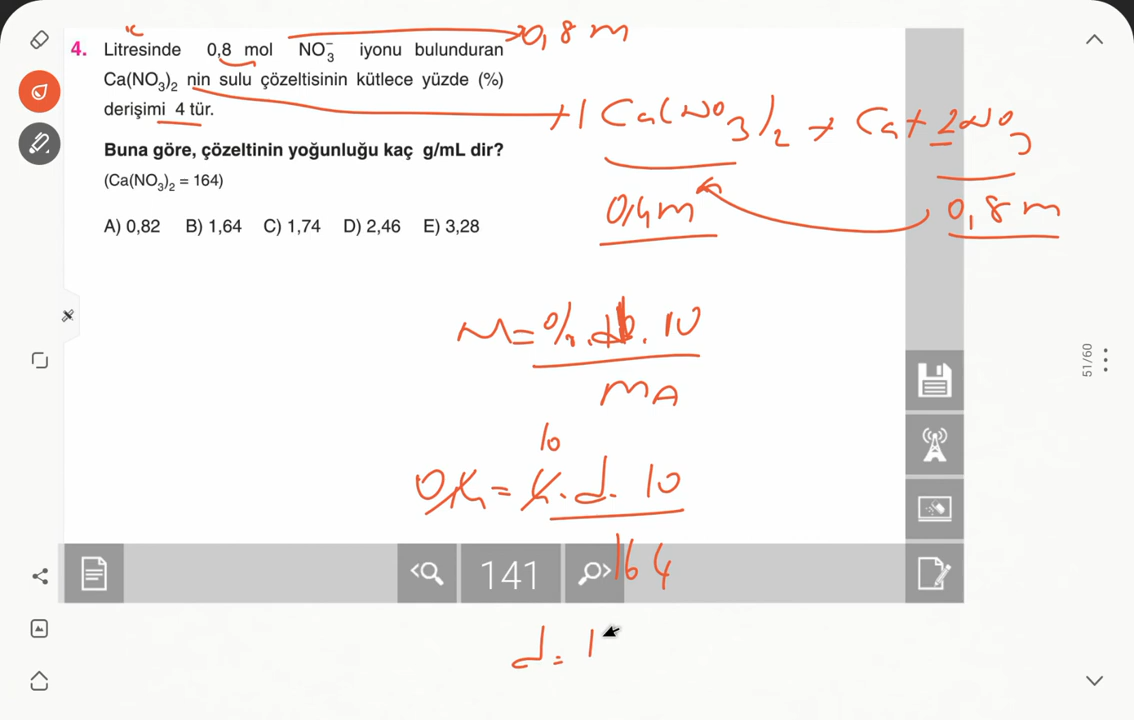 4. Litresinde 0,8 mol NO₃⁻ iyonu bulunduran
Ca(NO₃)₂ nin sulu çözeltisinin kütlece yüzde (%)
derişimi 4 tür.
Buna göre, çözeltinin yoğunluğu kaç g/mL dir?
(Ca(NO₃)₂ = 164)
A) 0,82 B) 1,64 C) 1,74 D) 2,46 E) 3,28
0,8 m
1 Ca(NO₃)₂ → Ca + 2NO₃
0,4 m
0,8 m
M = %.d.10
MA
10
0,4 = 4.d.10
164
d = 1
141
51/60